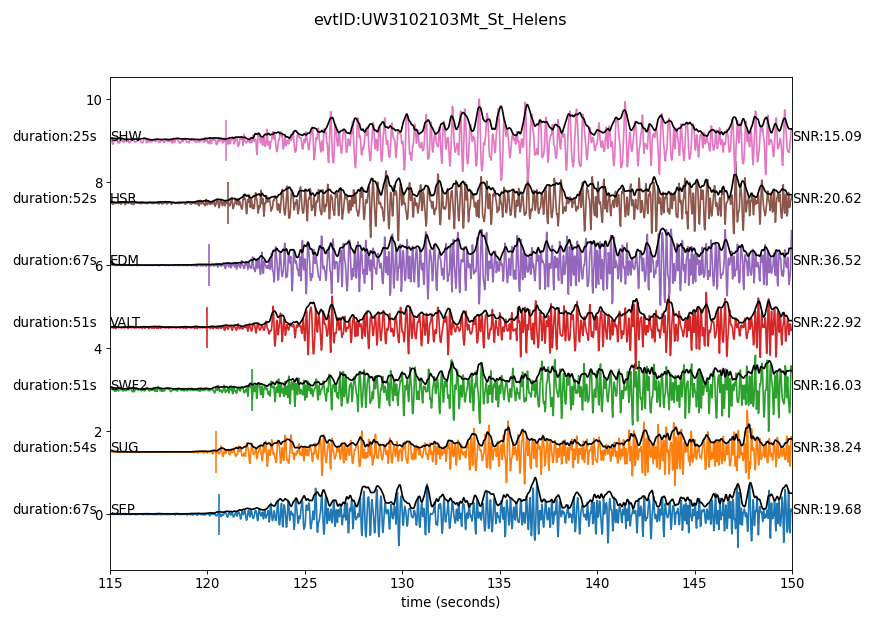 evtID:UW3102103Mt_St_Helens
10
duration:25s SHW SNR:15.09
8
duration:52s HSR SNR:20.62
duration:67s EDM SNR:36.52
6
duration:51s VALT SNR:22.92
4
duration:51s SWF2 SNR:16.03
2
duration:54s SUG SNR:38.24
duration:67s SEP SNR:19.68
0
115 120 125 130 135 140 145 150
time (seconds)